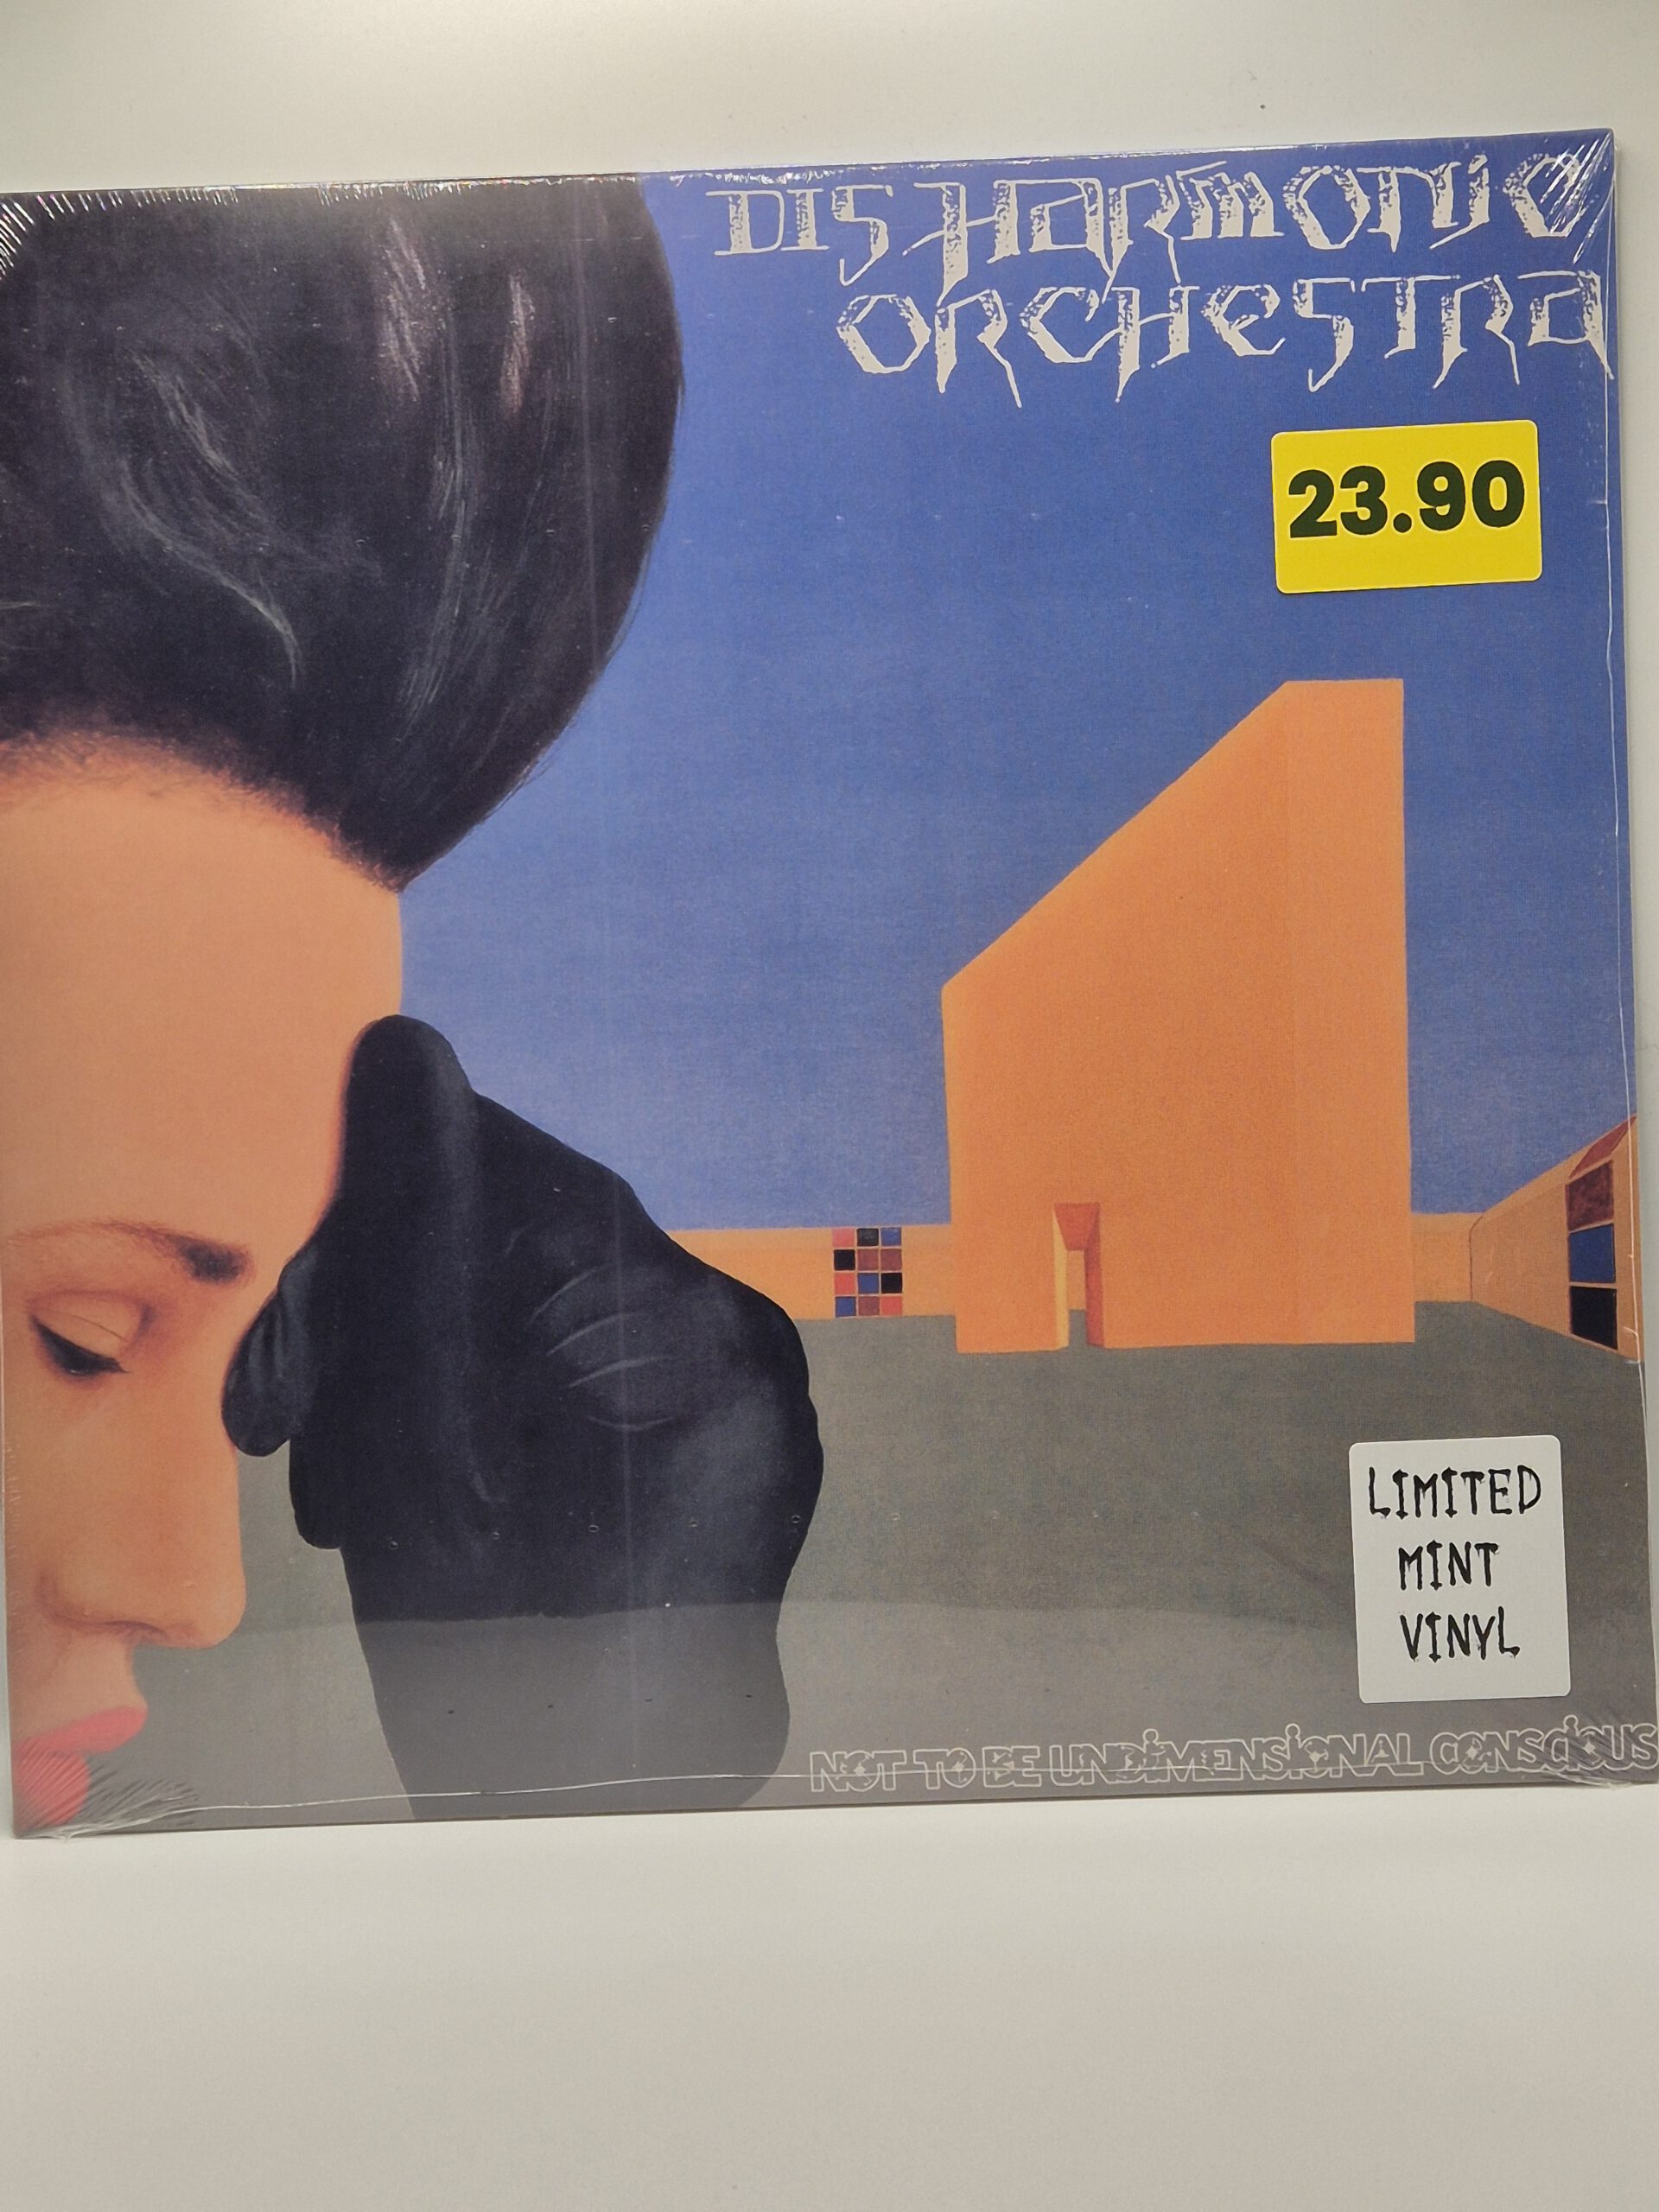 DISHARMONIC
ORCHESTRA
23.90
LIMITED
MINT
VINYL
NOT TO BE UNDIMENSIONAL CONSCIOUS